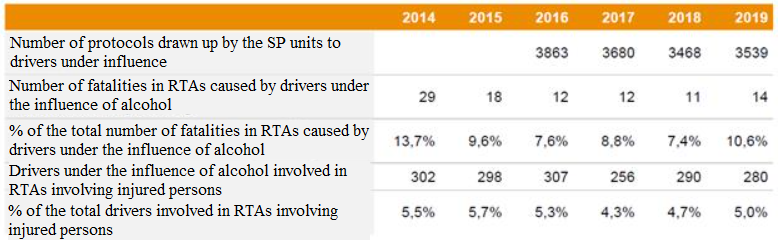 2014 2015 2016 2017 2018 2019
Number of protocols drawn up by the SP units to
drivers under influence 3863 3680 3468 3539
Number of fatalities in RTAs caused by drivers under
the influence of alcohol 29 18 12 12 11 14
% of the total number of fatalities in RTAs caused by
drivers under the influence of alcohol 13,7% 9,6% 7,6% 8,8% 7,4% 10,6%
Drivers under the influence of alcohol involved in
RTAs involving injured persons 302 298 307 256 290 280
% of the total drivers involved in RTAs involving
injured persons 5,5% 5,7% 5,3% 4,3% 4,7% 5,0%